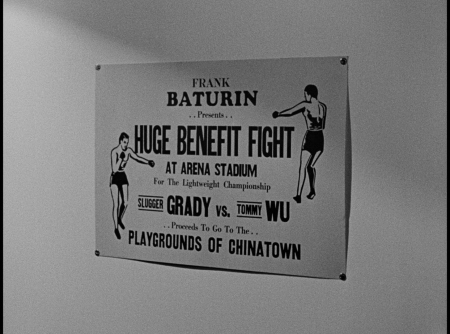 FRANK
BATURIN
..Presents..
HUGE BENEFIT FIGHT
AT ARENA STADIUM
For The Lightweight Championship
SLUGGER GRADY vs. TOMMY WU
..Proceeds To Go To The..
PLAYGROUNDS OF CHINATOWN